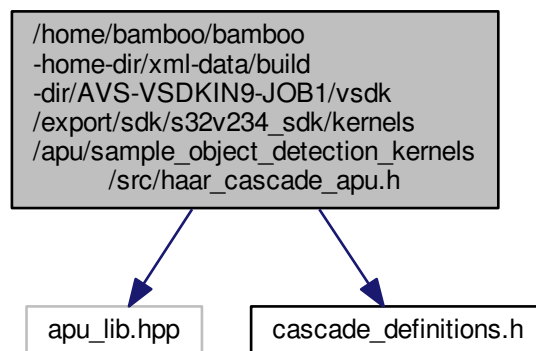 /home/bamboo/bamboo
-home-dir/xml-data/build
-dir/AVS-VSDKIN9-JOB1/vsdk
/export/sdk/s32v234_sdk/kernels
/apu/sample_object_detection_kernels
/src/haar_cascade_apu.h
apu_lib.hpp
cascade_definitions.h